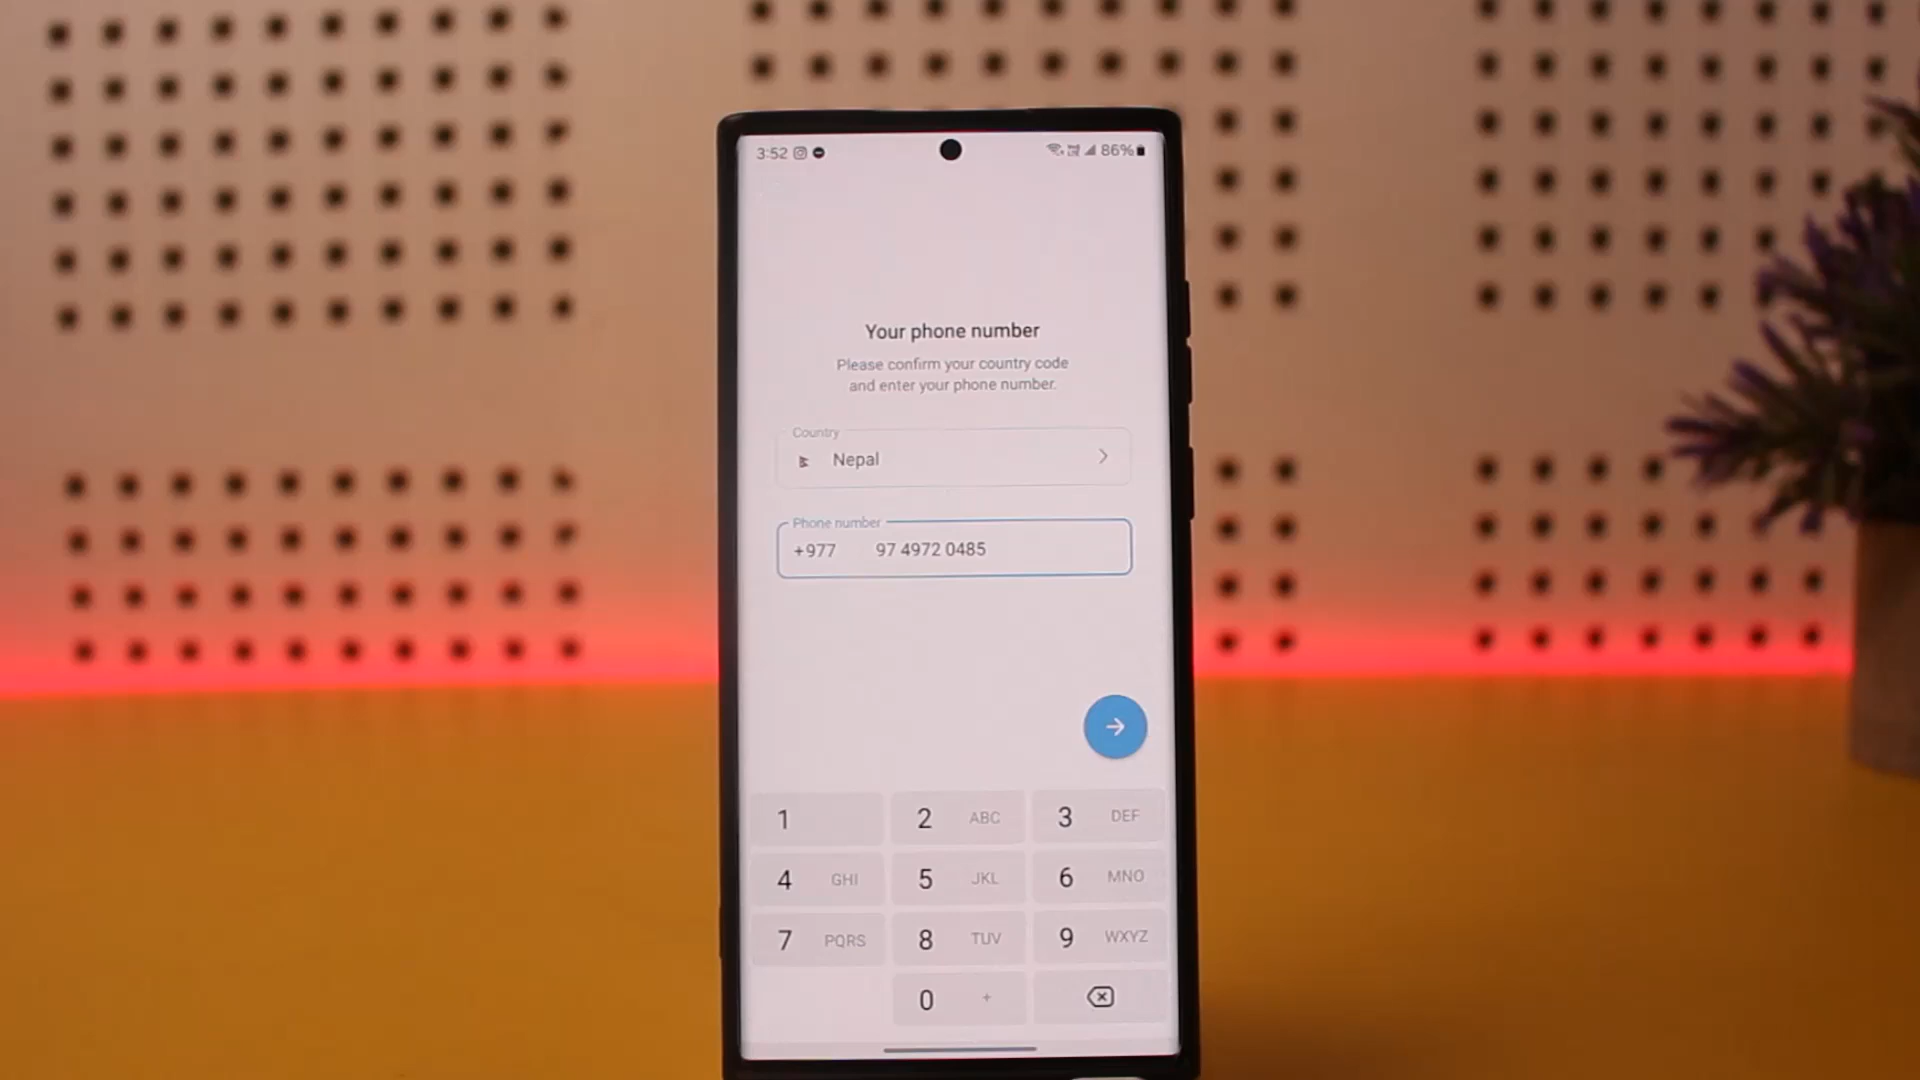 3:52 86%
Your phone number
Please confirm your country code
and enter your phone number.
Country
Nepal
Phone number
+977 97 4972 0485
1 2 ABC 3 DEF
4 GHI 5 JKL 6 MNO
7 PQRS 8 TUV 9 WXYZ
0 +